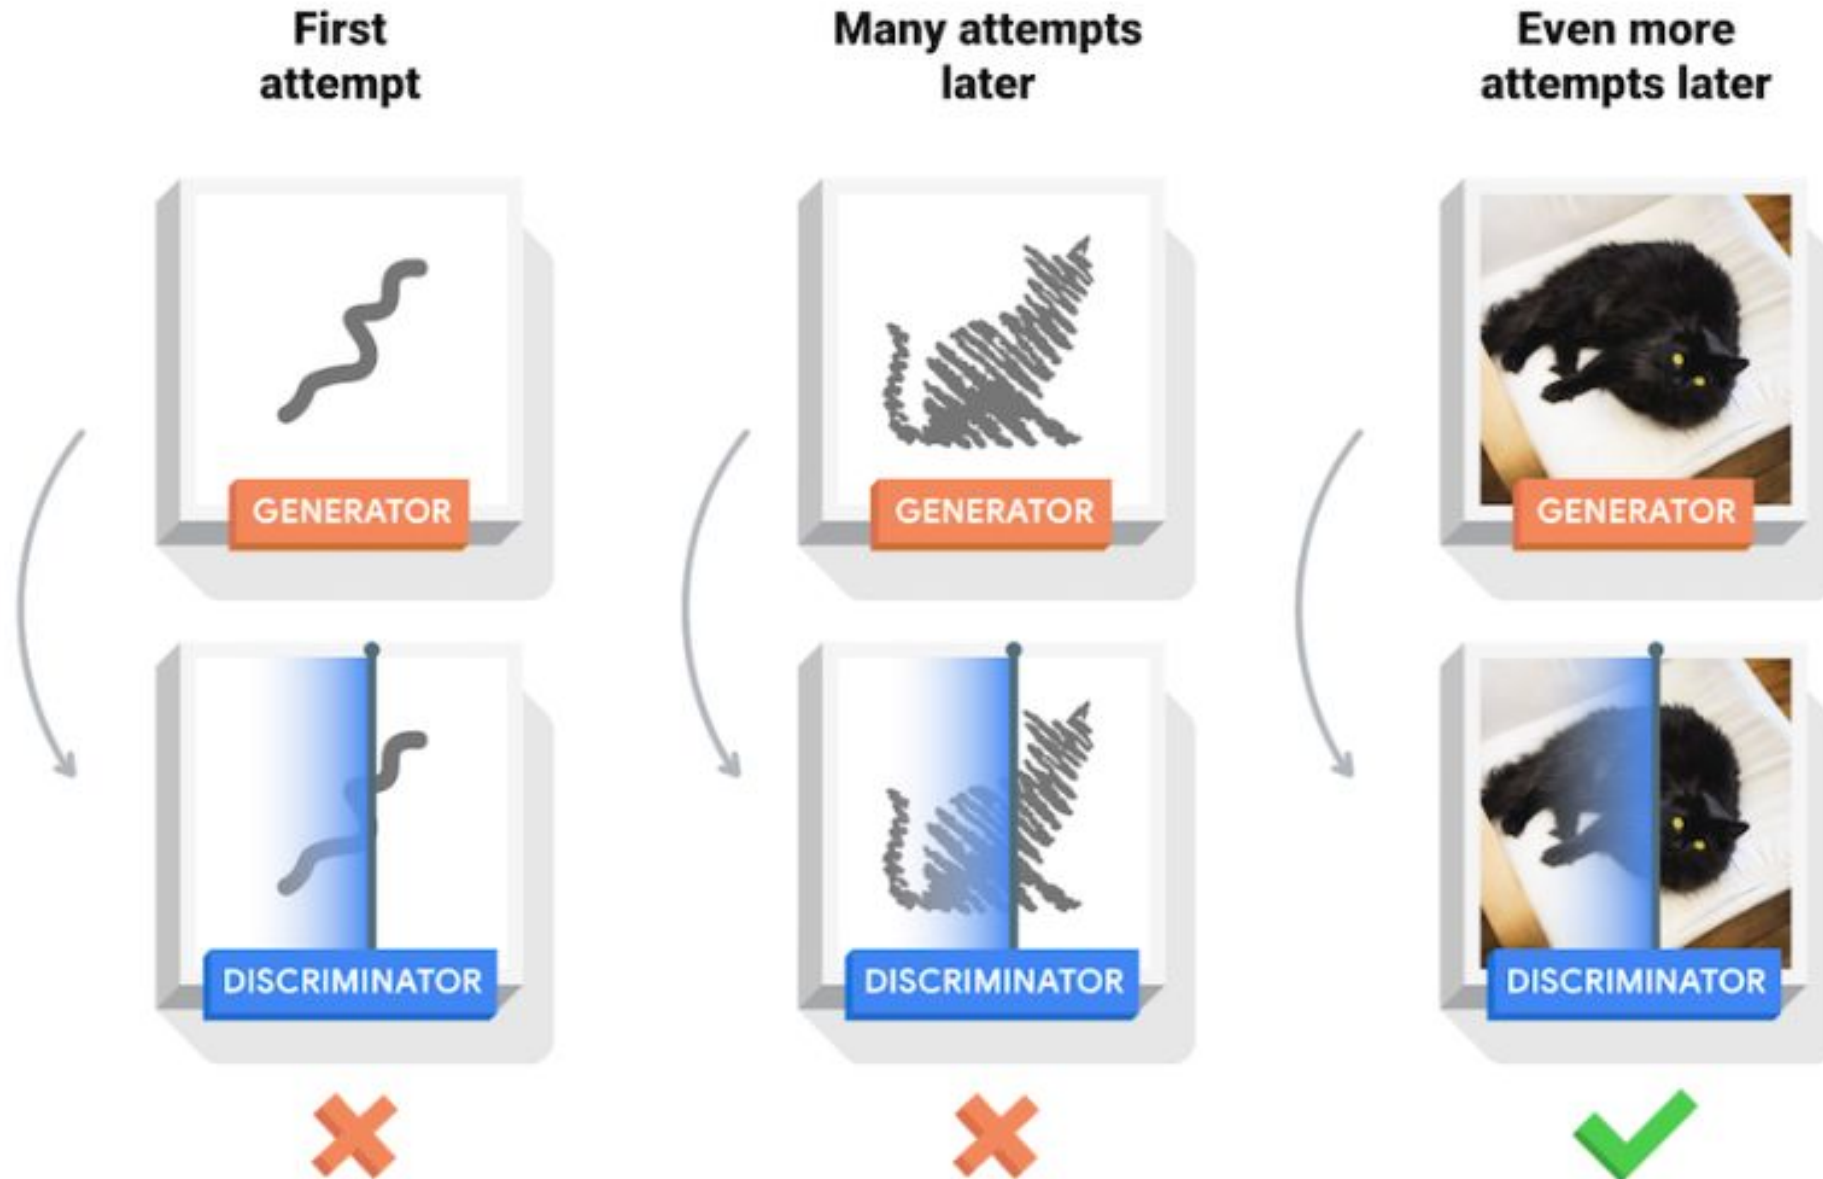 First
attempt
Many attempts
later
Even more
attempts later
GENERATOR
GENERATOR
GENERATOR
DISCRIMINATOR
DISCRIMINATOR
DISCRIMINATOR